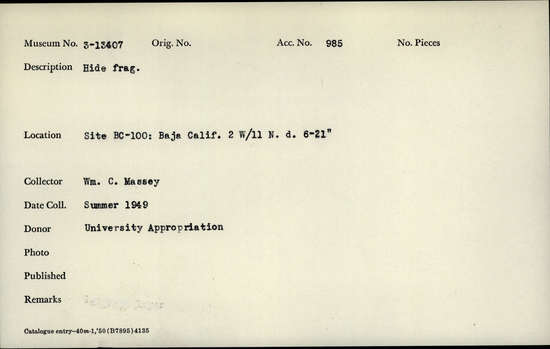 Museum No. 3-13407 Orig. No. Acc. No. 985 No. Pieces
Description Hide frag.
Location Site BC-100: Baja Calif. 2 W/11 N. d. 6-21"
Collector Wm. C. Massey
Date Coll. Summer 1949
Donor University Appropriation
Photo
Published
Remarks
Catalogue entry—40m-1,'50(B7895)4135